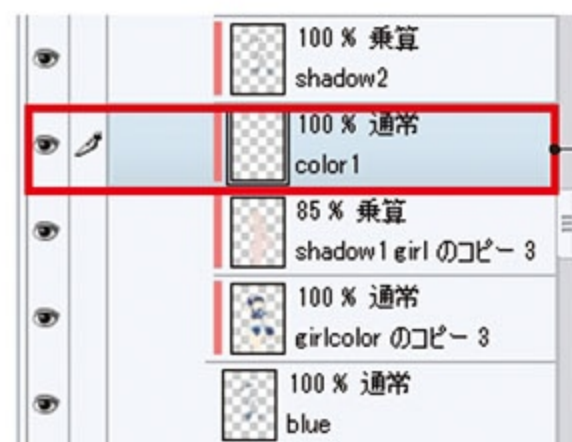 100 % 乗算
shadow2
100 % 通常
color1
85 % 乗算
shadow1 girl のコピー 3
100 % 通常
girlcolor のコピー 3
100 % 通常
blue